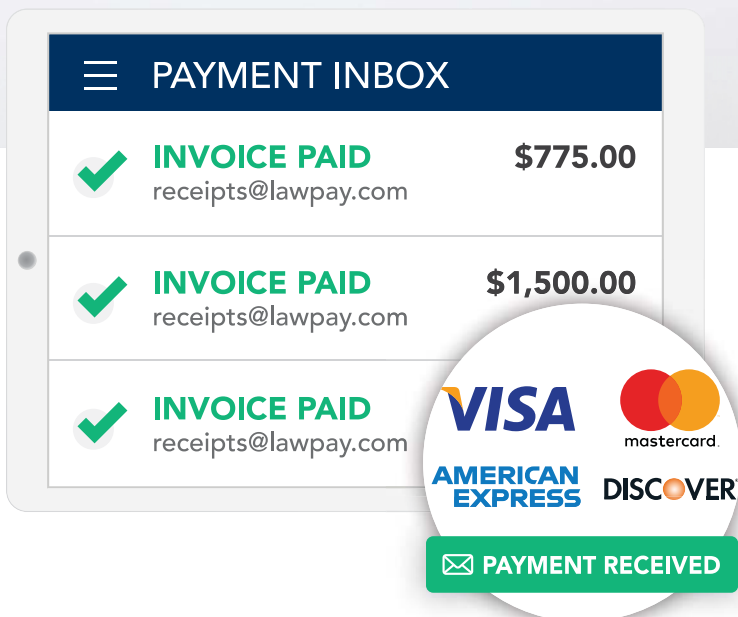 PAYMENT INBOX
INVOICE PAID $775.00
receipts@lawpay.com
INVOICE PAID $1,500.00
receipts@lawpay.com
INVOICE PAID
receipts@lawpay.com
VISA
mastercard.
AMERICAN
EXPRESS
DISCOVER
PAYMENT RECEIVED